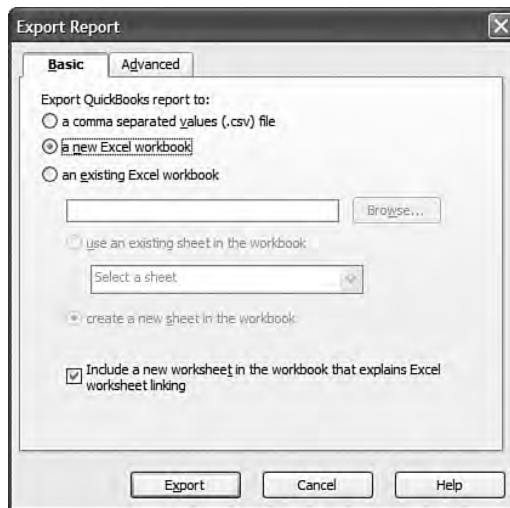 Export Report
Basic
Advanced
Export QuickBooks report to:
a comma separated values (.csv) file
a new Excel workbook
an existing Excel workbook
Browse...
use an existing sheet in the workbook
Select a sheet
create a new sheet in the workbook
Include a new worksheet in the workbook that explains Excel
worksheet linking
Export
Cancel
Help